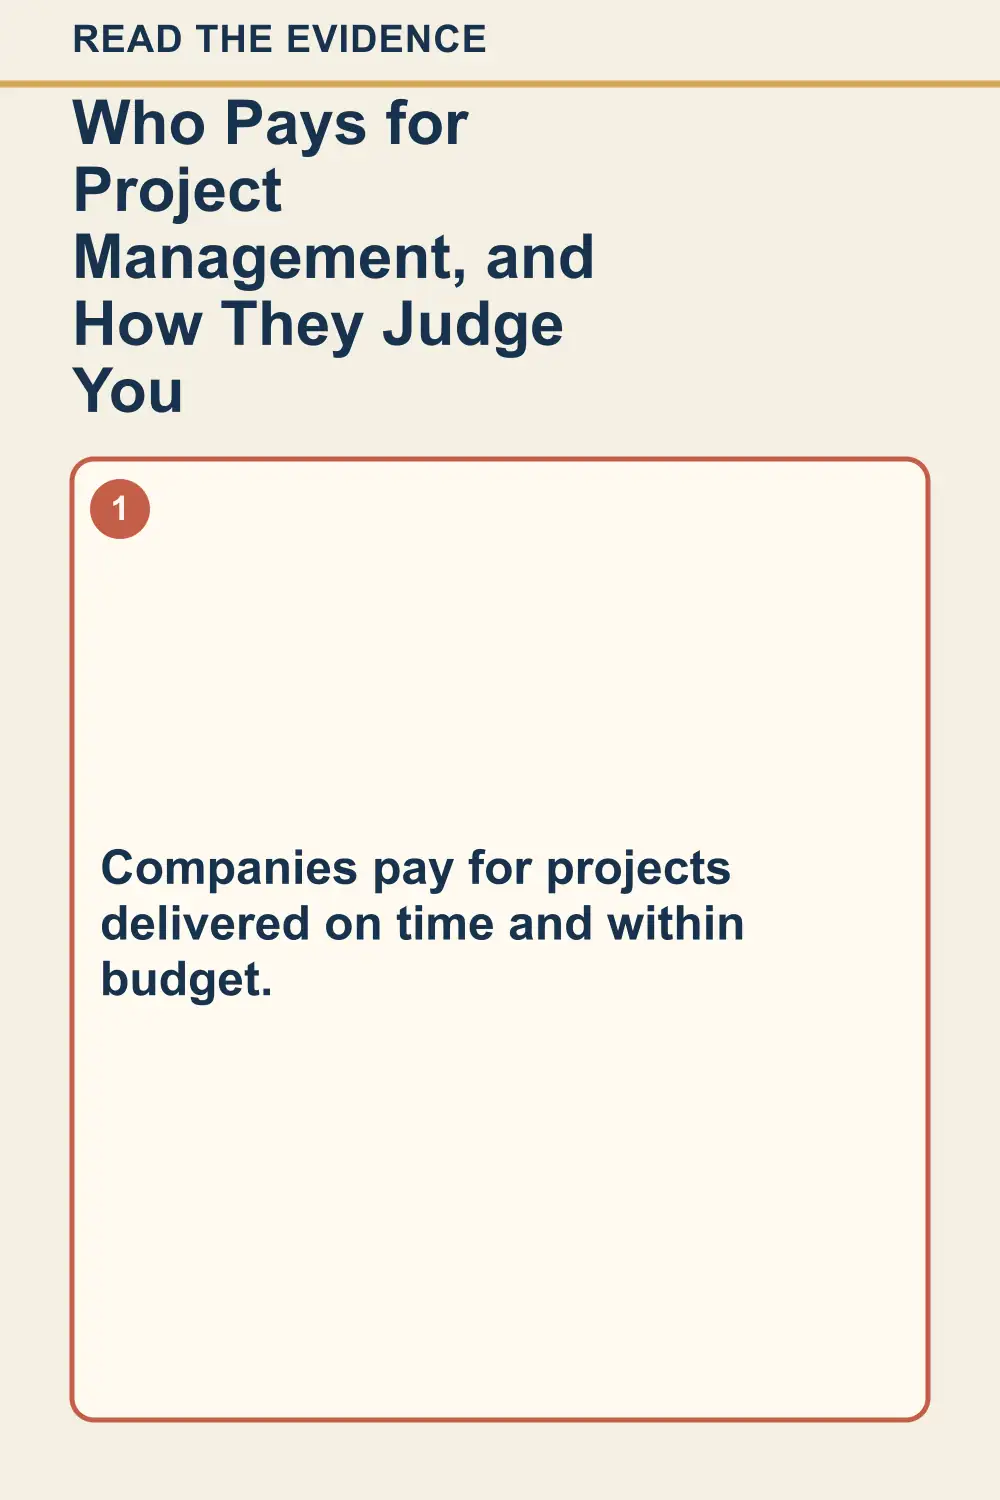 READ THE EVIDENCE
Who Pays for
Project
Management, and
How They Judge
You
1
Companies pay for projects
delivered on time and within
budget.